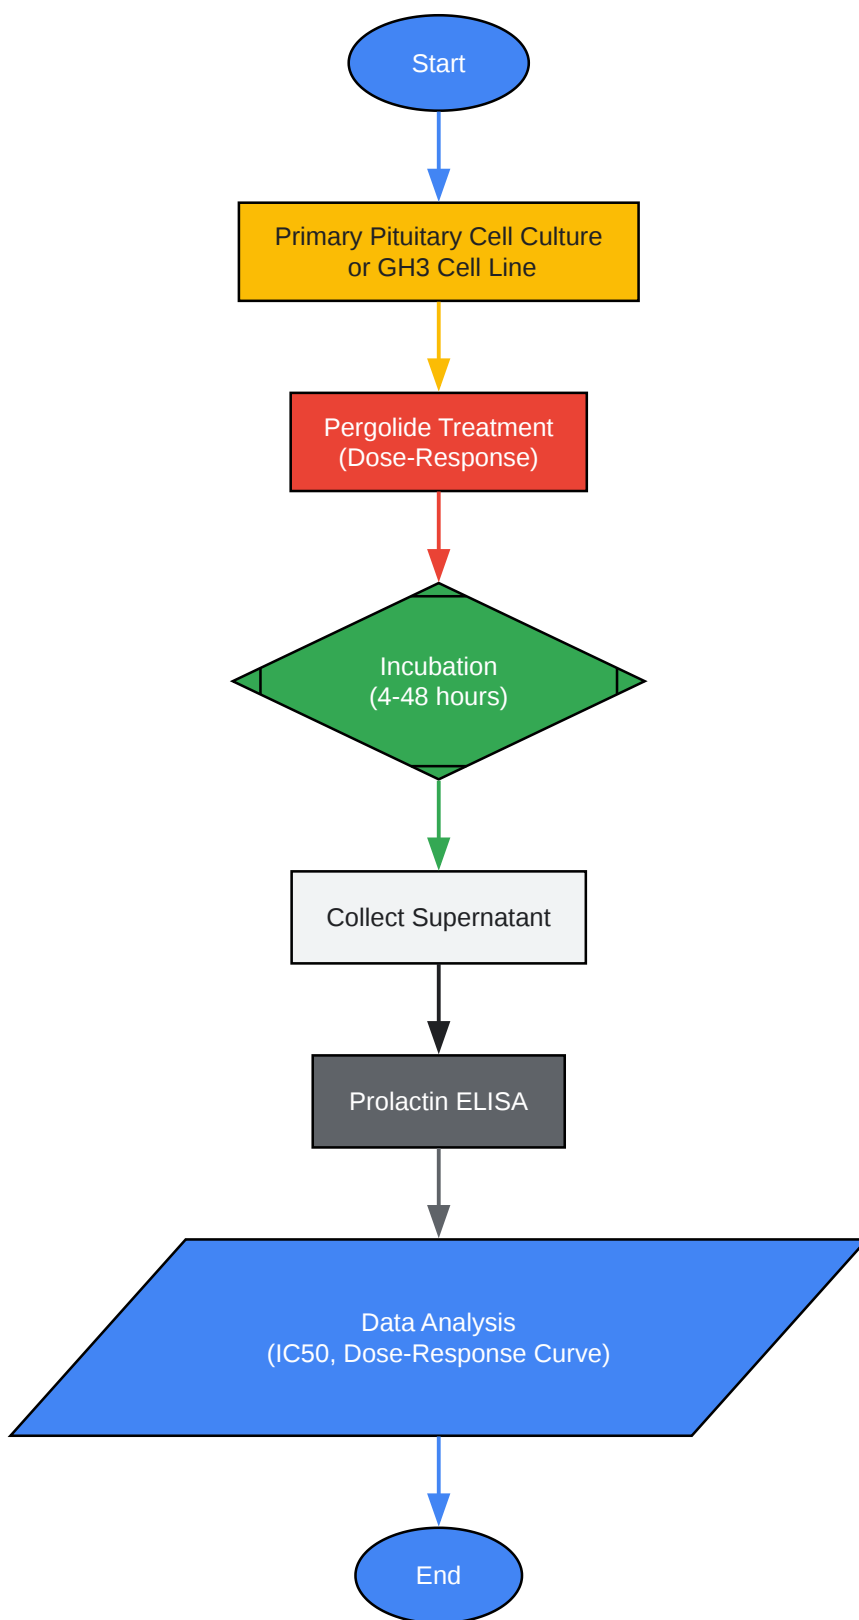 Start
Primary Pituitary Cell Culture
or GH3 Cell Line
Pergolide Treatment
(Dose-Response)
Incubation
(4-48 hours)
Collect Supernatant
Prolactin ELISA
Data Analysis
(IC50, Dose-Response Curve)
End